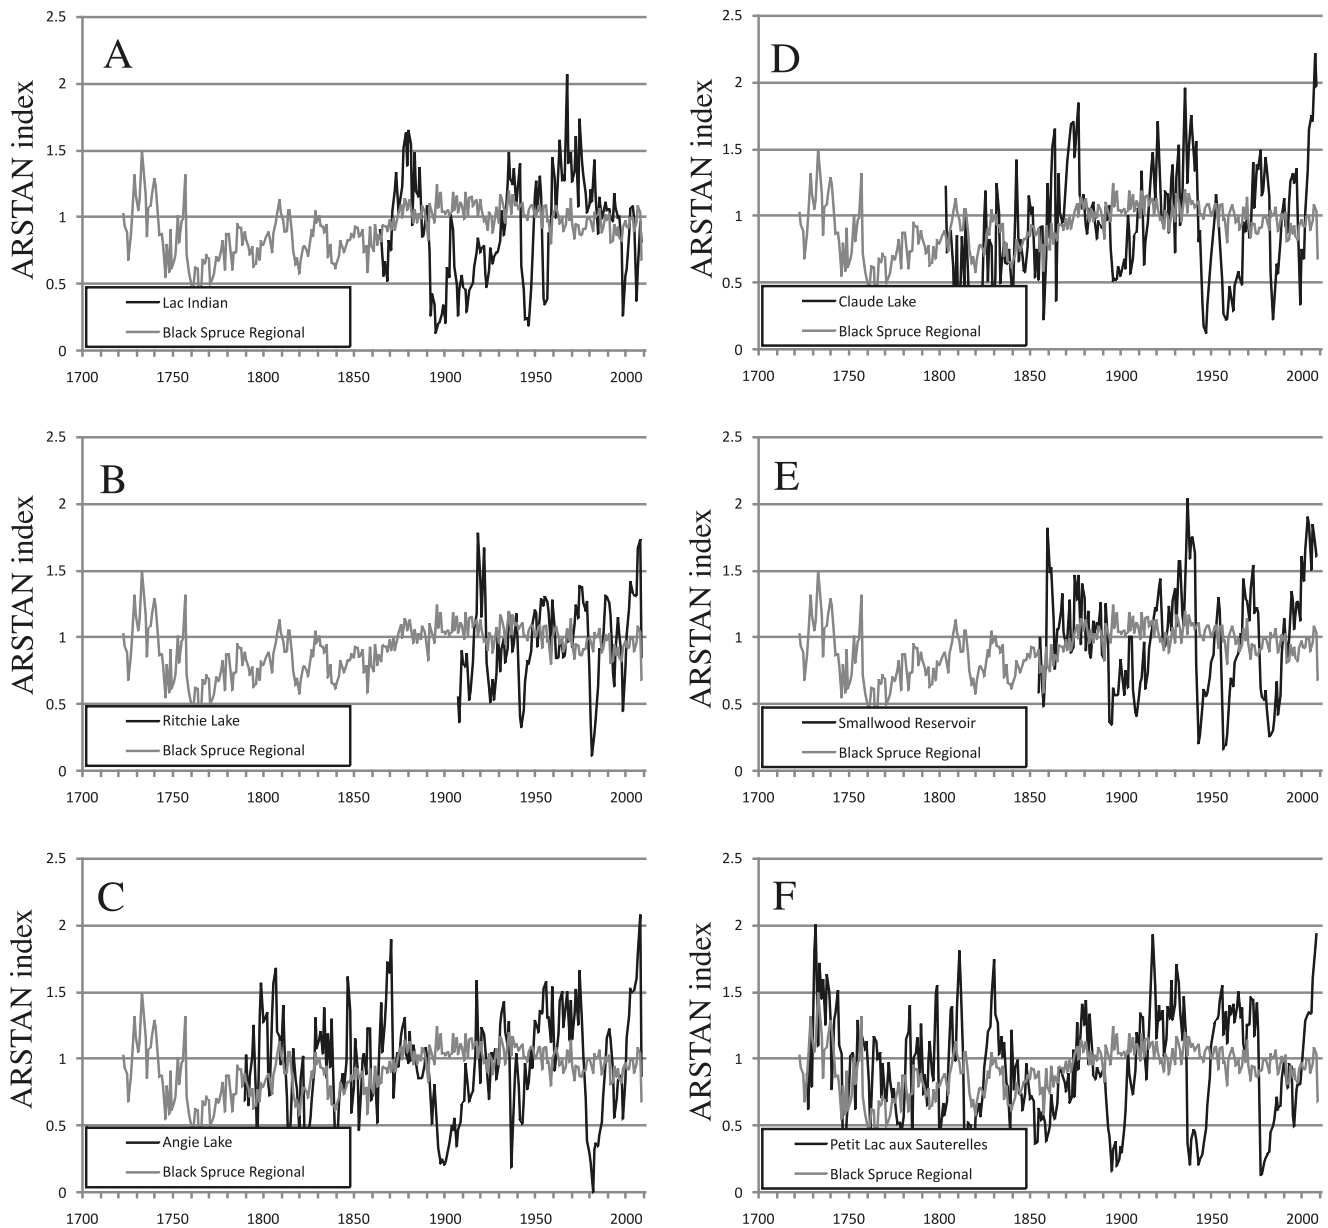 A
ARSTAN index
2.5
2
1.5
1
0.5
0
Lac Indian
Black Spruce Regional
1700 1750 1800 1850 1900 1950 2000
D
ARSTAN index
2.5
2
1.5
1
0.5
0
Claude Lake
Black Spruce Regional
1700 1750 1800 1850 1900 1950 2000
B
ARSTAN index
2.5
2
1.5
1
0.5
0
Ritchie Lake
Black Spruce Regional
1700 1750 1800 1850 1900 1950 2000
E
ARSTAN index
2.5
2
1.5
1
0.5
0
Smallwood Reservoir
Black Spruce Regional
1700 1750 1800 1850 1900 1950 2000
C
ARSTAN index
2.5
2
1.5
1
0.5
0
Angie Lake
Black Spruce Regional
1700 1750 1800 1850 1900 1950 2000
F
ARSTAN index
2.5
2
1.5
1
0.5
0
Petit Lac aux Sauterelles
Black Spruce Regional
1700 1750 1800 1850 1900 1950 2000